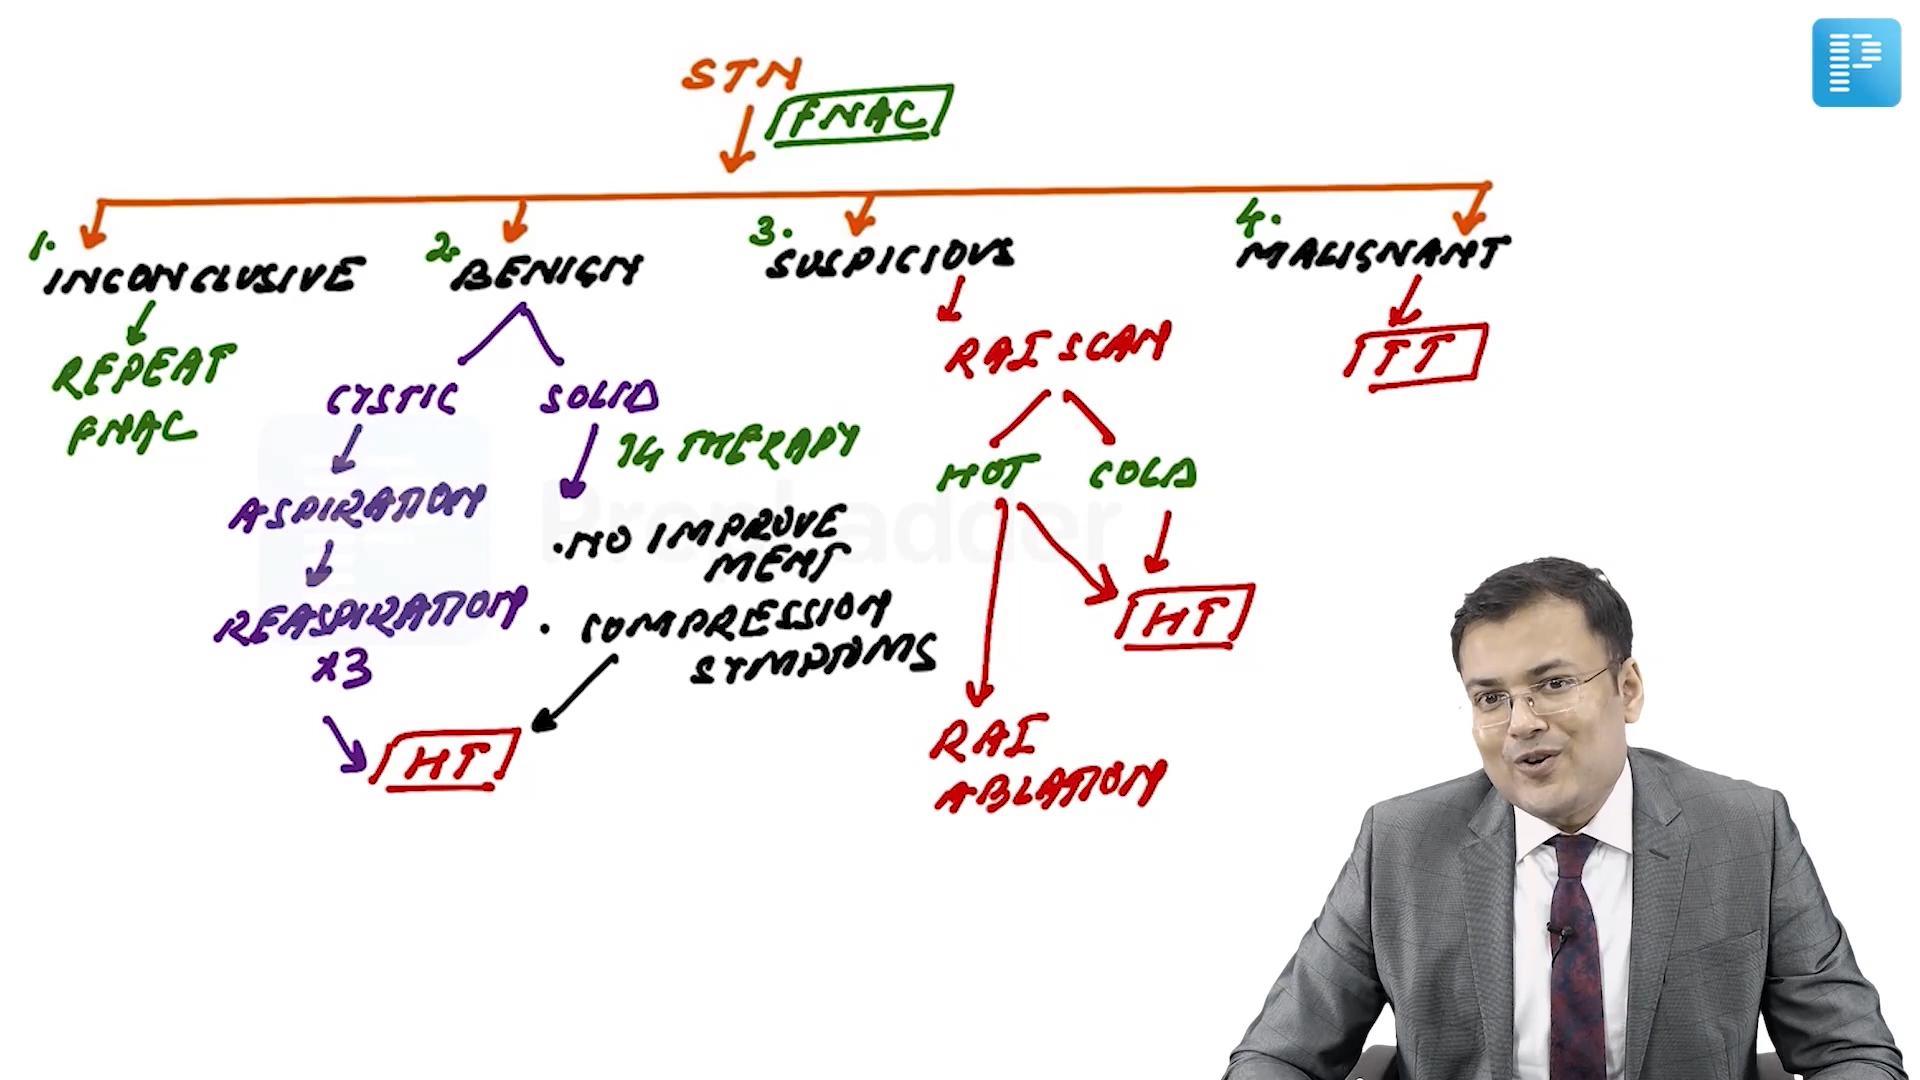 STN
FNAC
1. INCONCLUSIVE
REPEAT
FNAC
2. BENIGN
CYSTIC
ASPIRATION
REASPIRATION
x3
HT
SOLID
T4 THERAPY
. NO IMPROVE
MENT
. COMPRESSION
SYMPTOMS
3. SUSPICIOUS
RAI SCAN
HOT COLD
HT
RAI
ABLATION
4. MALIGNANT
TT
PrepLadder